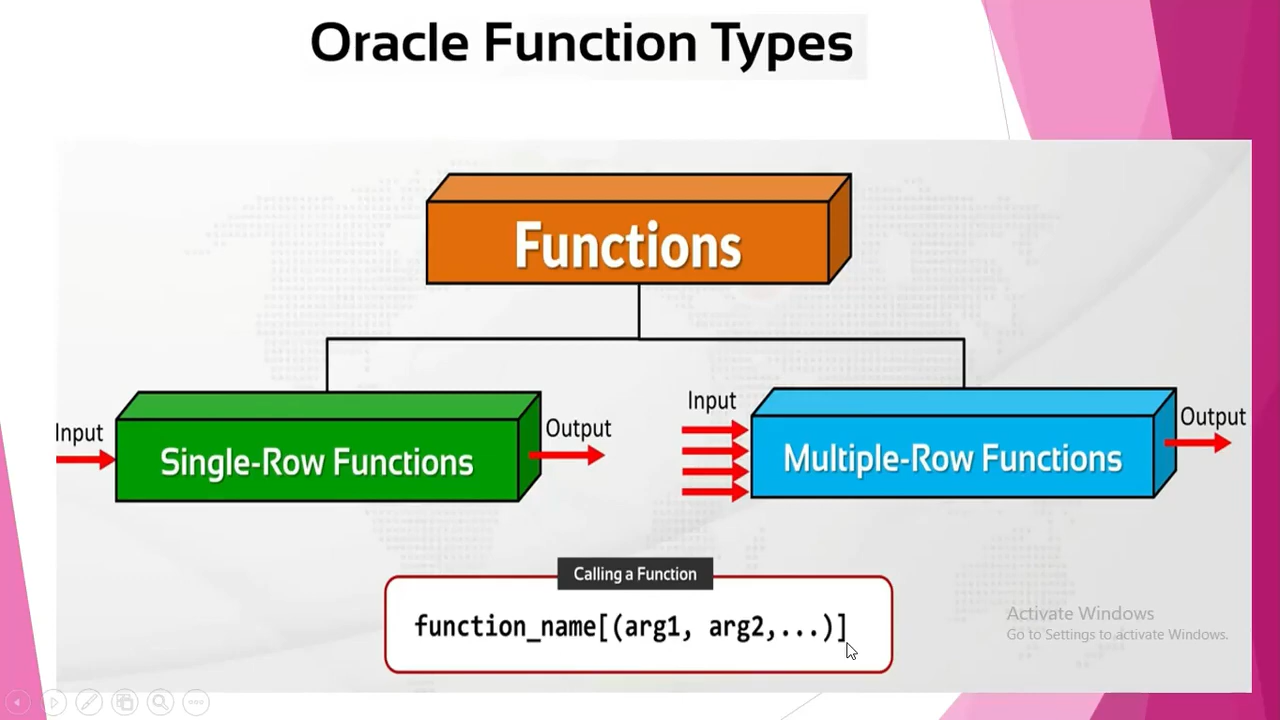 Oracle Function Types
Functions
Input
Single-Row Functions
Output
Input
Multiple-Row Functions
Output
Calling a Function
function_name[(arg1, arg2,...)]
Activate Windows
Go to Settings to activate Windows.